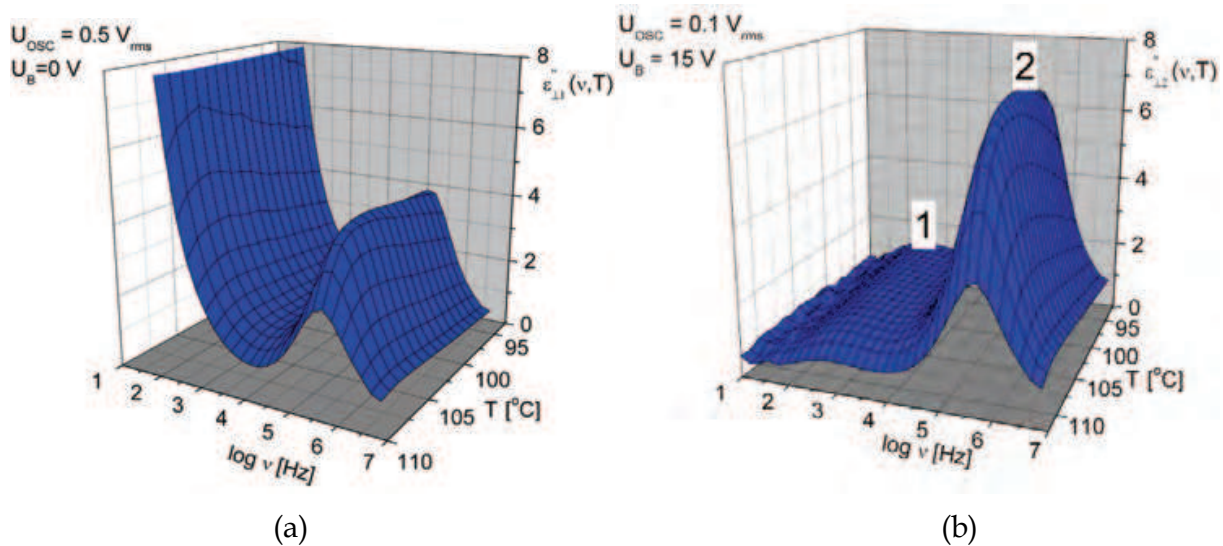 U_OSC = 0.5 V_rms
U_B=0 V
8
6
4
2
0
ε''_⊥1 (ν,T)
95
100
105
110
T [°C]
1
2
3
4
5
6
7
log ν [Hz]
(a)
U_OSC = 0.1 V_rms
U_B = 15 V
1
2
8
6
4
2
0
ε''_⊥2 (ν,T)
95
100
105
110
T [°C]
1
2
3
4
5
6
7
log ν [Hz]
(b)